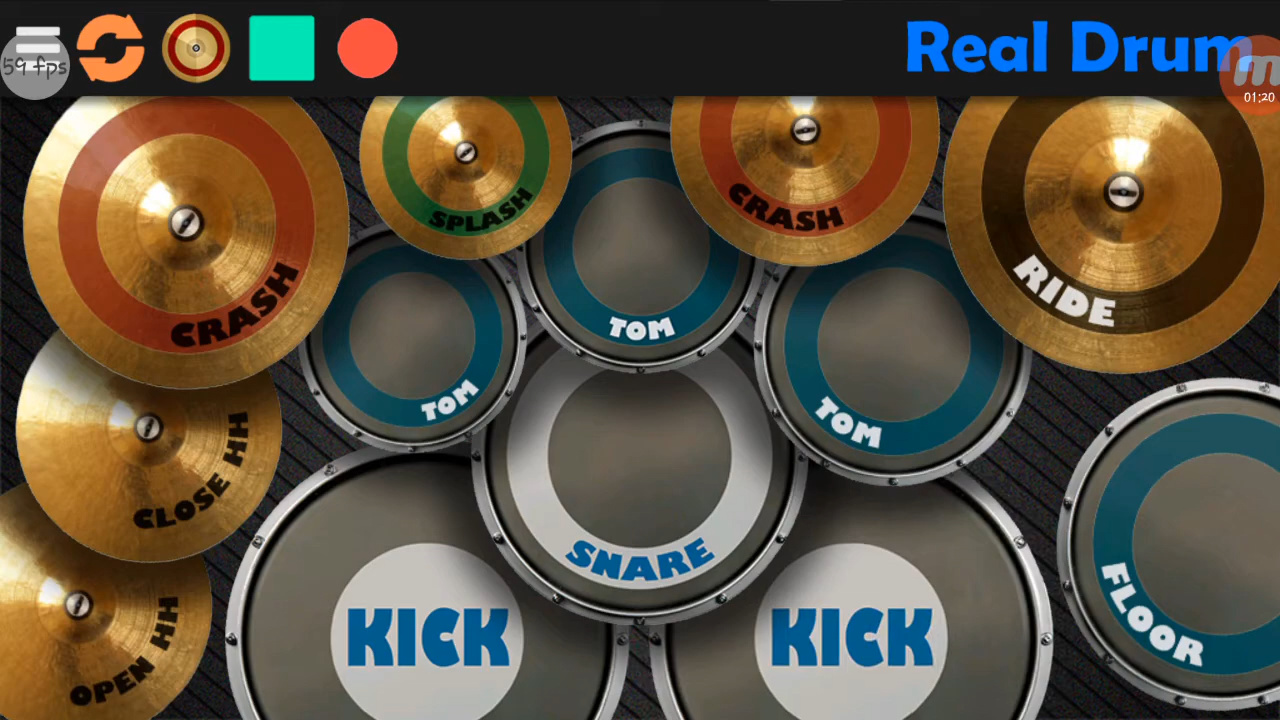 Real Drum
59 fps
m
01:20
CRASH
SPLASH
CRASH
RIDE
TOM
TOM
TOM
CLOSE HH
SNARE
OPEN HH
KICK
KICK
FLOOR